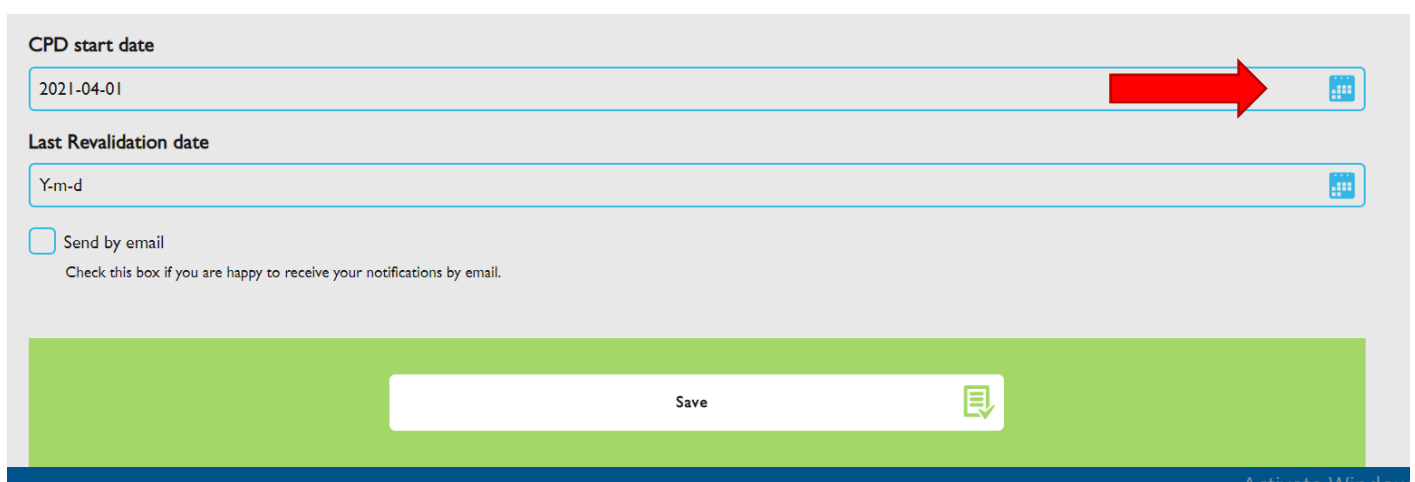 CPD start date
2021-04-01
Last Revalidation date
Y-m-d
Send by email
Check this box if you are happy to receive your notifications by email.
Save